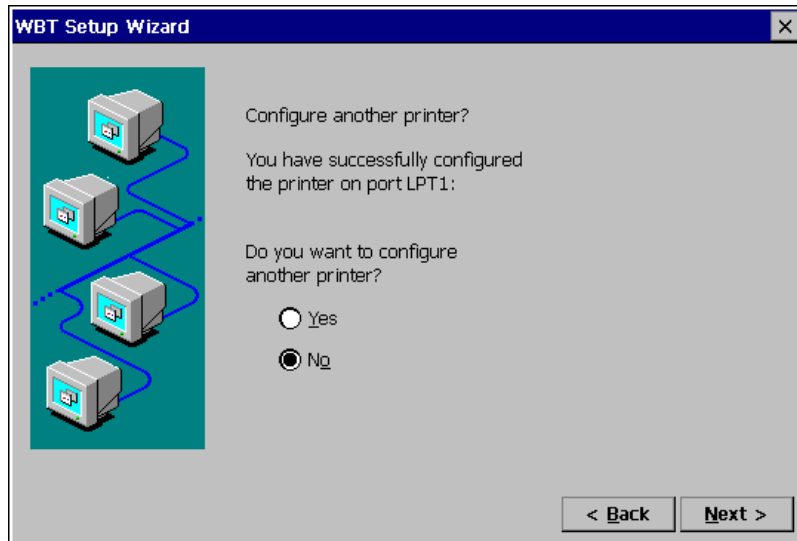 WBT Setup Wizard
Configure another printer?
You have successfully configured
the printer on port LPT1:
Do you want to configure
another printer?
Yes
No
< Back
Next >